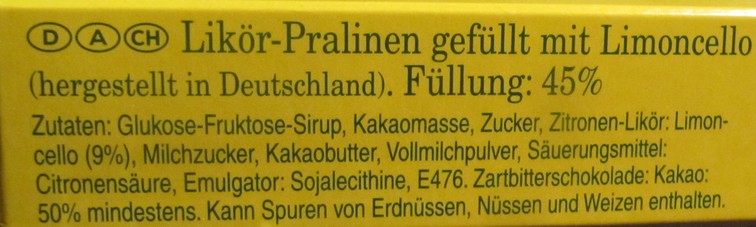 D A CH Likör-Pralinen gefüllt mit Limoncello
(hergestellt in Deutschland). Füllung: 45%
Zutaten: Glukose-Fruktose-Sirup, Kakaomasse, Zucker, Zitronen-Likör: Limon-
cello (9%), Milchzucker, Kakaobutter, Vollmilchpulver, Säuerungsmittel:
Citronensäure, Emulgator: Sojalecithine, E476. Zartbitterschokolade: Kakao:
50% mindestens. Kann Spuren von Erdnüssen, Nüssen und Weizen enthalten.